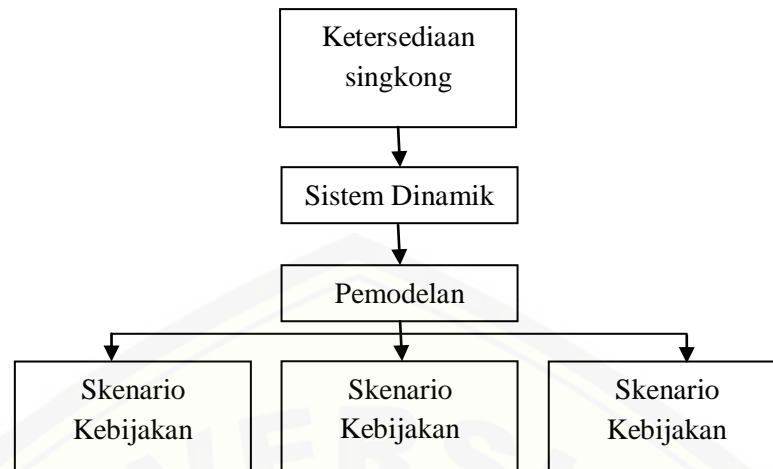 Ketersediaan
singkong
Sistem Dinamik
Pemodelan
Skenario
Kebijakan
Skenario
Kebijakan
Skenario
Kebijakan